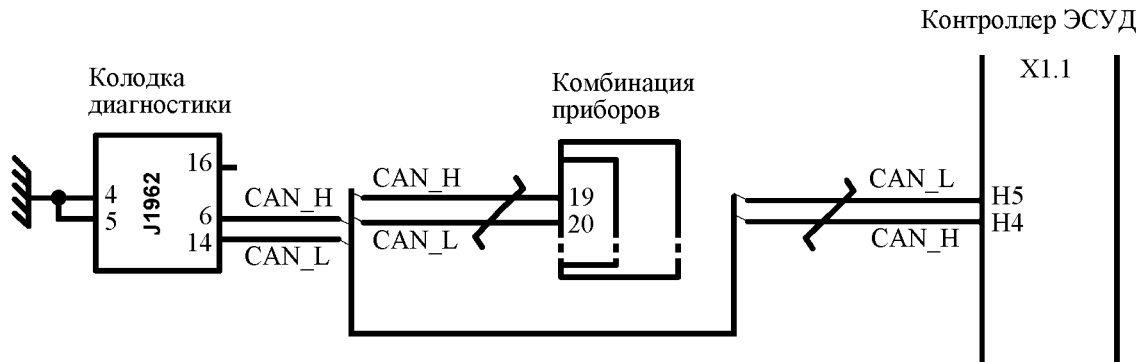 Контроллер ЭСУД
X1.1
Колодка
диагностики
Комбинация
приборов
16
4
5
J1962
6
14
CAN_H
CAN_L
CAN_H
CAN_L
19
20
CAN_L
CAN_H
H5
H4